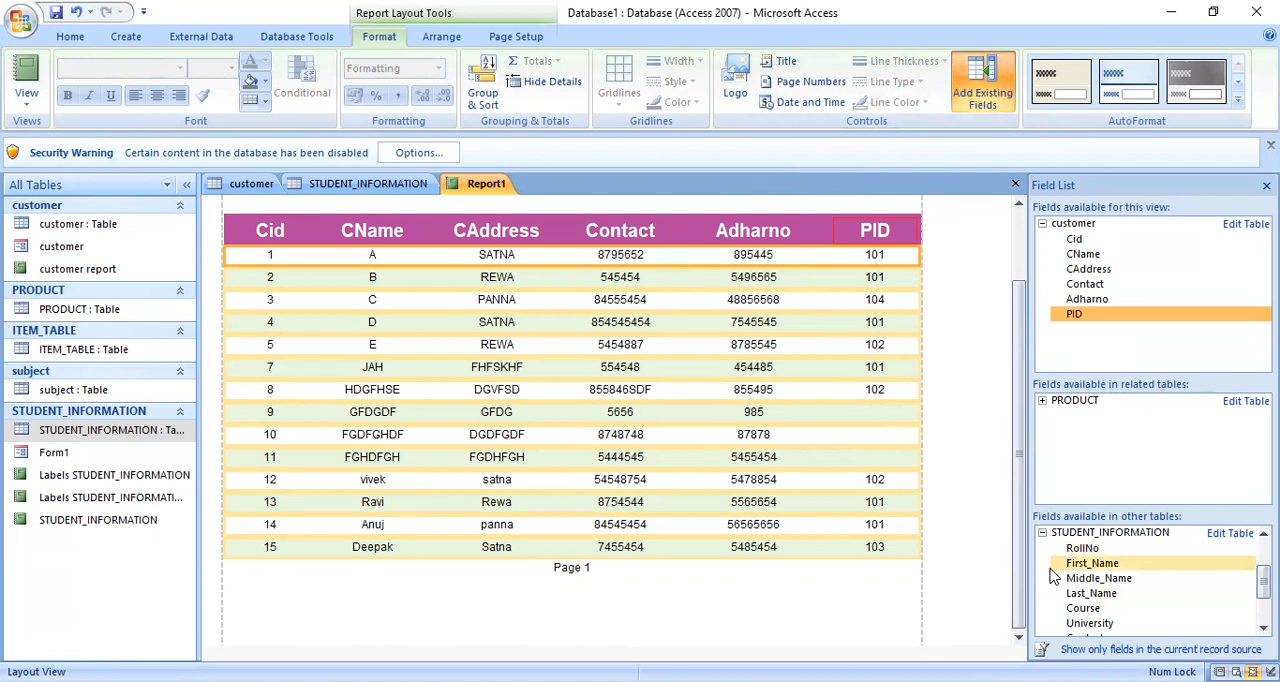 Report Layout Tools
Database1 : Database (Access 2007) - Microsoft Access
Home Create External Data Database Tools Format Arrange Page Setup
View
Views
B I U
Conditional
Font
Formatting
% ,
Formatting
Group & Sort
Σ Totals
Hide Details
Grouping & Totals
Gridlines
Width
Style
Color
Gridlines
Logo
Title
Page Numbers
Date and Time
Line Thickness
Line Type
Line Color
Controls
Add Existing Fields
AutoFormat
Security Warning Certain content in the database has been disabled Options...
All Tables
customer
customer : Table
customer
customer report
PRODUCT
PRODUCT : Table
ITEM_TABLE
ITEM_TABLE : Table
subject
subject : Table
STUDENT_INFORMATION
STUDENT_INFORMATION : Ta...
Form1
Labels STUDENT_INFORMATION
Labels STUDENT_INFORMATI...
STUDENT_INFORMATION
customer STUDENT_INFORMATION Report1
Cid CName CAddress Contact Adharno PID
1 A SATNA 8795652 895445 101
2 B REWA 545454 5496565 101
3 C PANNA 84555454 48856568 104
4 D SATNA 854545454 7545545 101
5 E REWA 5454887 8785545 102
7 JAH FHFSKHF 554548 454485 101
8 HDGFHSE DGVFSD 855846SDF 855495 102
9 GFDGDF GFDG 5656 985
10 FGDFGHDF DGDFGDF 8748748 87878
11 FGHDFGH FGDHFGH 5444545 5455454
12 vivek satna 54548754 5478854 102
13 Ravi Rewa 8754544 5565654 101
14 Anuj panna 84545454 56565656 101
15 Deepak Satna 7455454 5485454 103
Page 1
Field List
Fields available for this view:
customer Edit Table
Cid
CName
CAddress
Contact
Adharno
PID
Fields available in related tables:
PRODUCT Edit Table
Fields available in other tables:
STUDENT_INFORMATION Edit Table
RollNo
First_Name
Middle_Name
Last_Name
Course
University
Show only fields in the current record source
Layout View
Num Lock